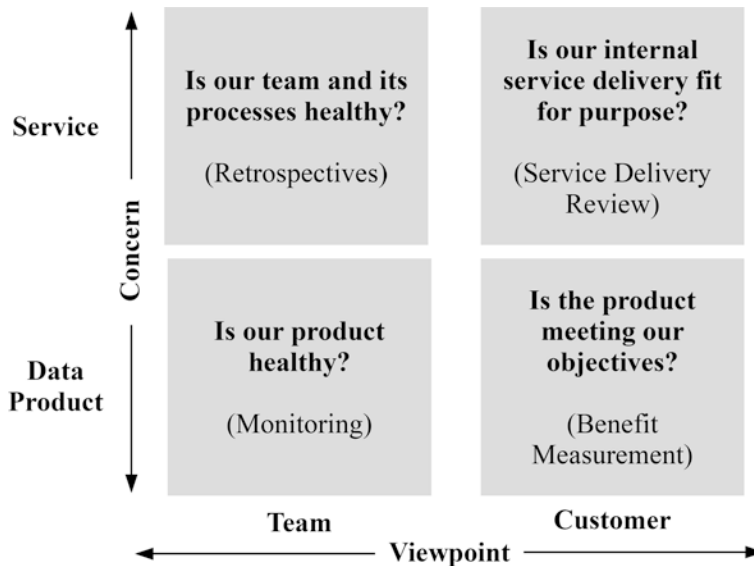 Service
Is our team and its
processes healthy?
(Retrospectives)
Is our internal
service delivery fit
for purpose?
(Service Delivery
Review)
Concern
Data
Product
Is our product
healthy?
(Monitoring)
Is the product
meeting our
objectives?
(Benefit
Measurement)
Team
Customer
Viewpoint